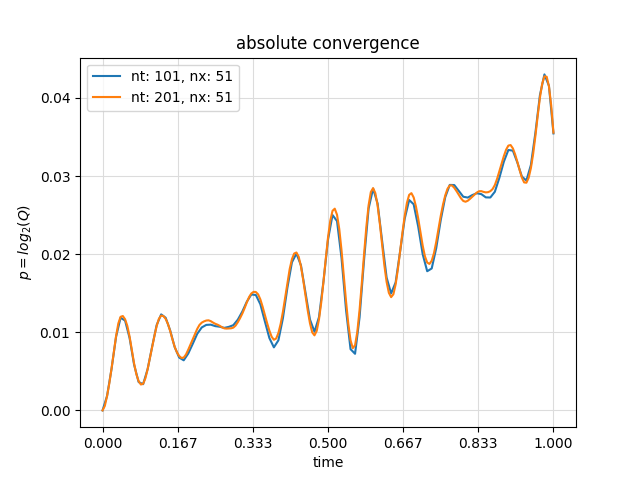 absolute convergence
nt: 101, nx: 51
nt: 201, nx: 51
0.04
0.03
0.02
0.01
0.00
p = log₂(Q)
0.000 0.167 0.333 0.500 0.667 0.833 1.000
time